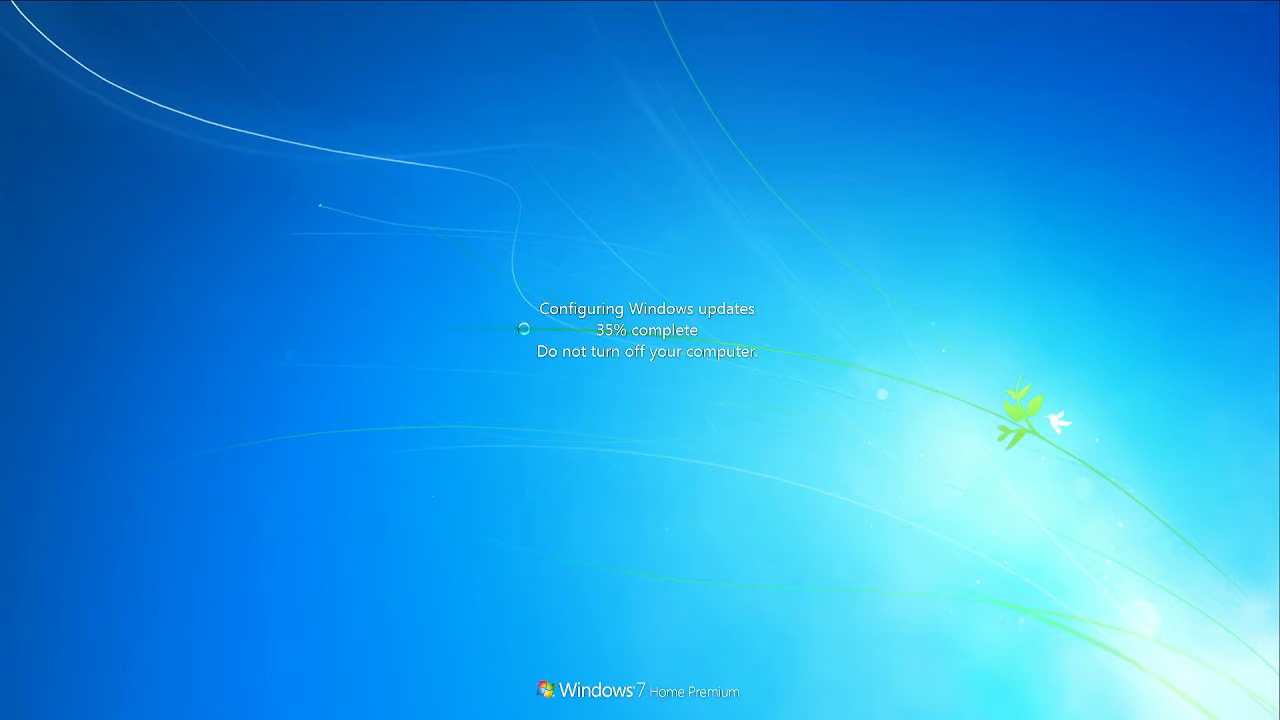 Configuring Windows updates
35% complete
Do not turn off your computer.
Windows 7 Home Premium